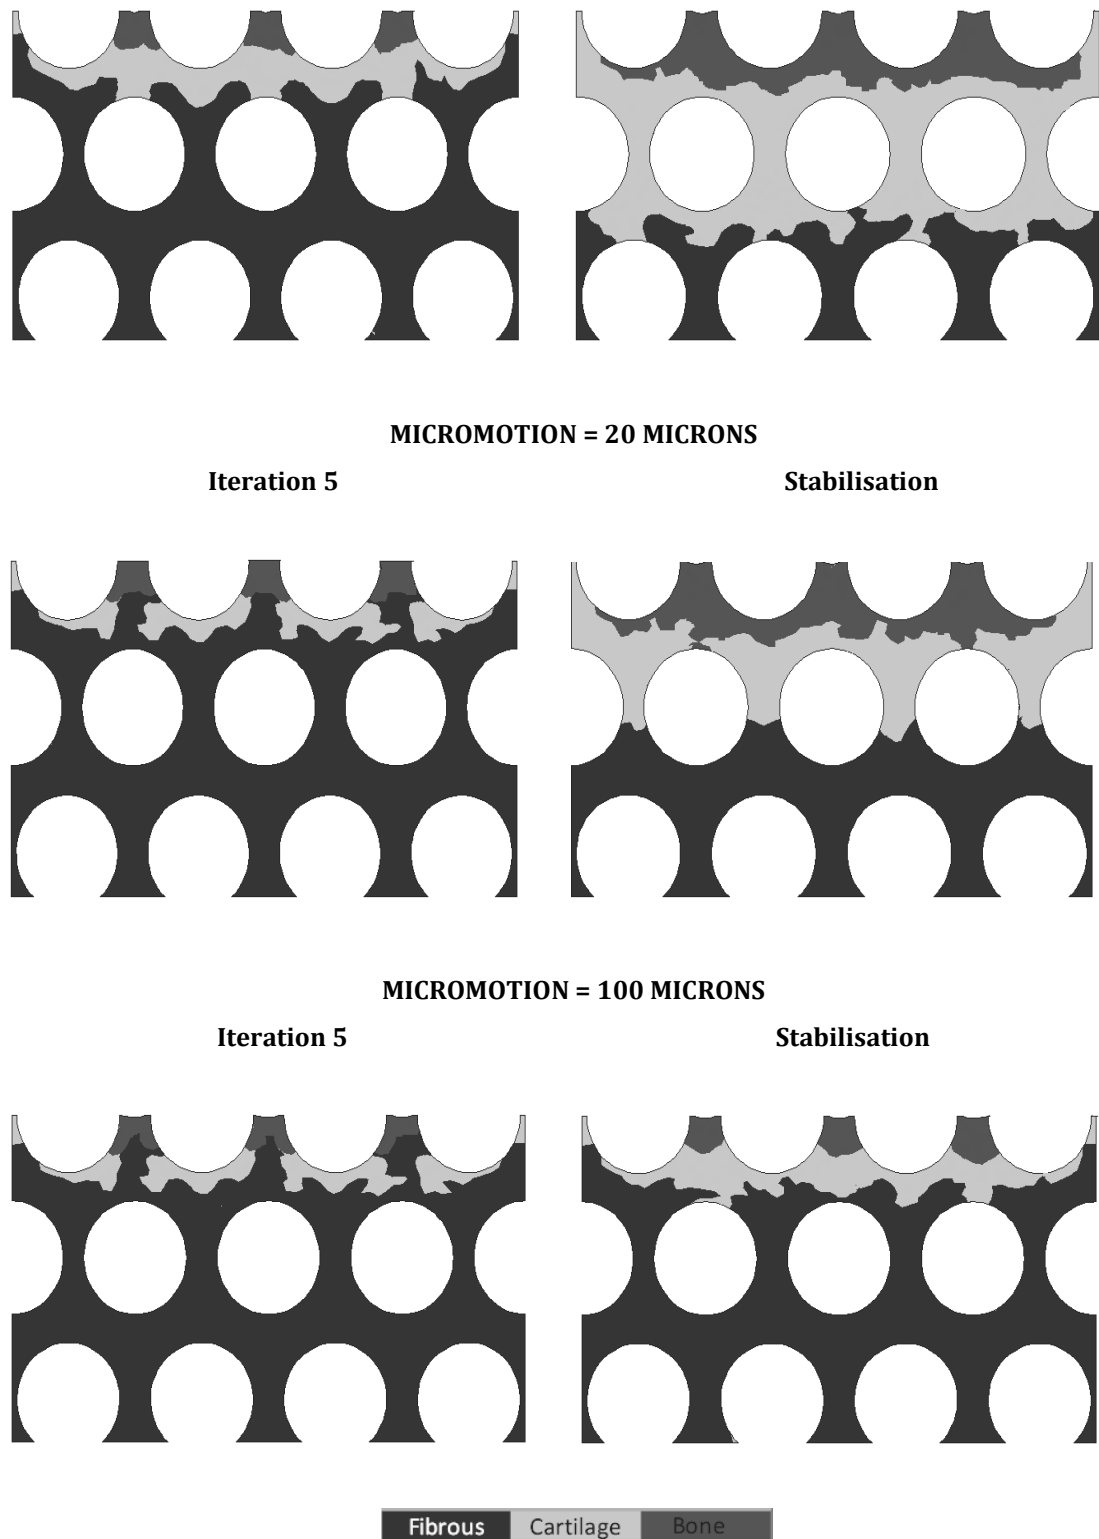 MICROMOTION = 20 MICRONS
Iteration 5 Stabilisation
MICROMOTION = 100 MICRONS
Iteration 5 Stabilisation
Fibrous Cartilage Bone